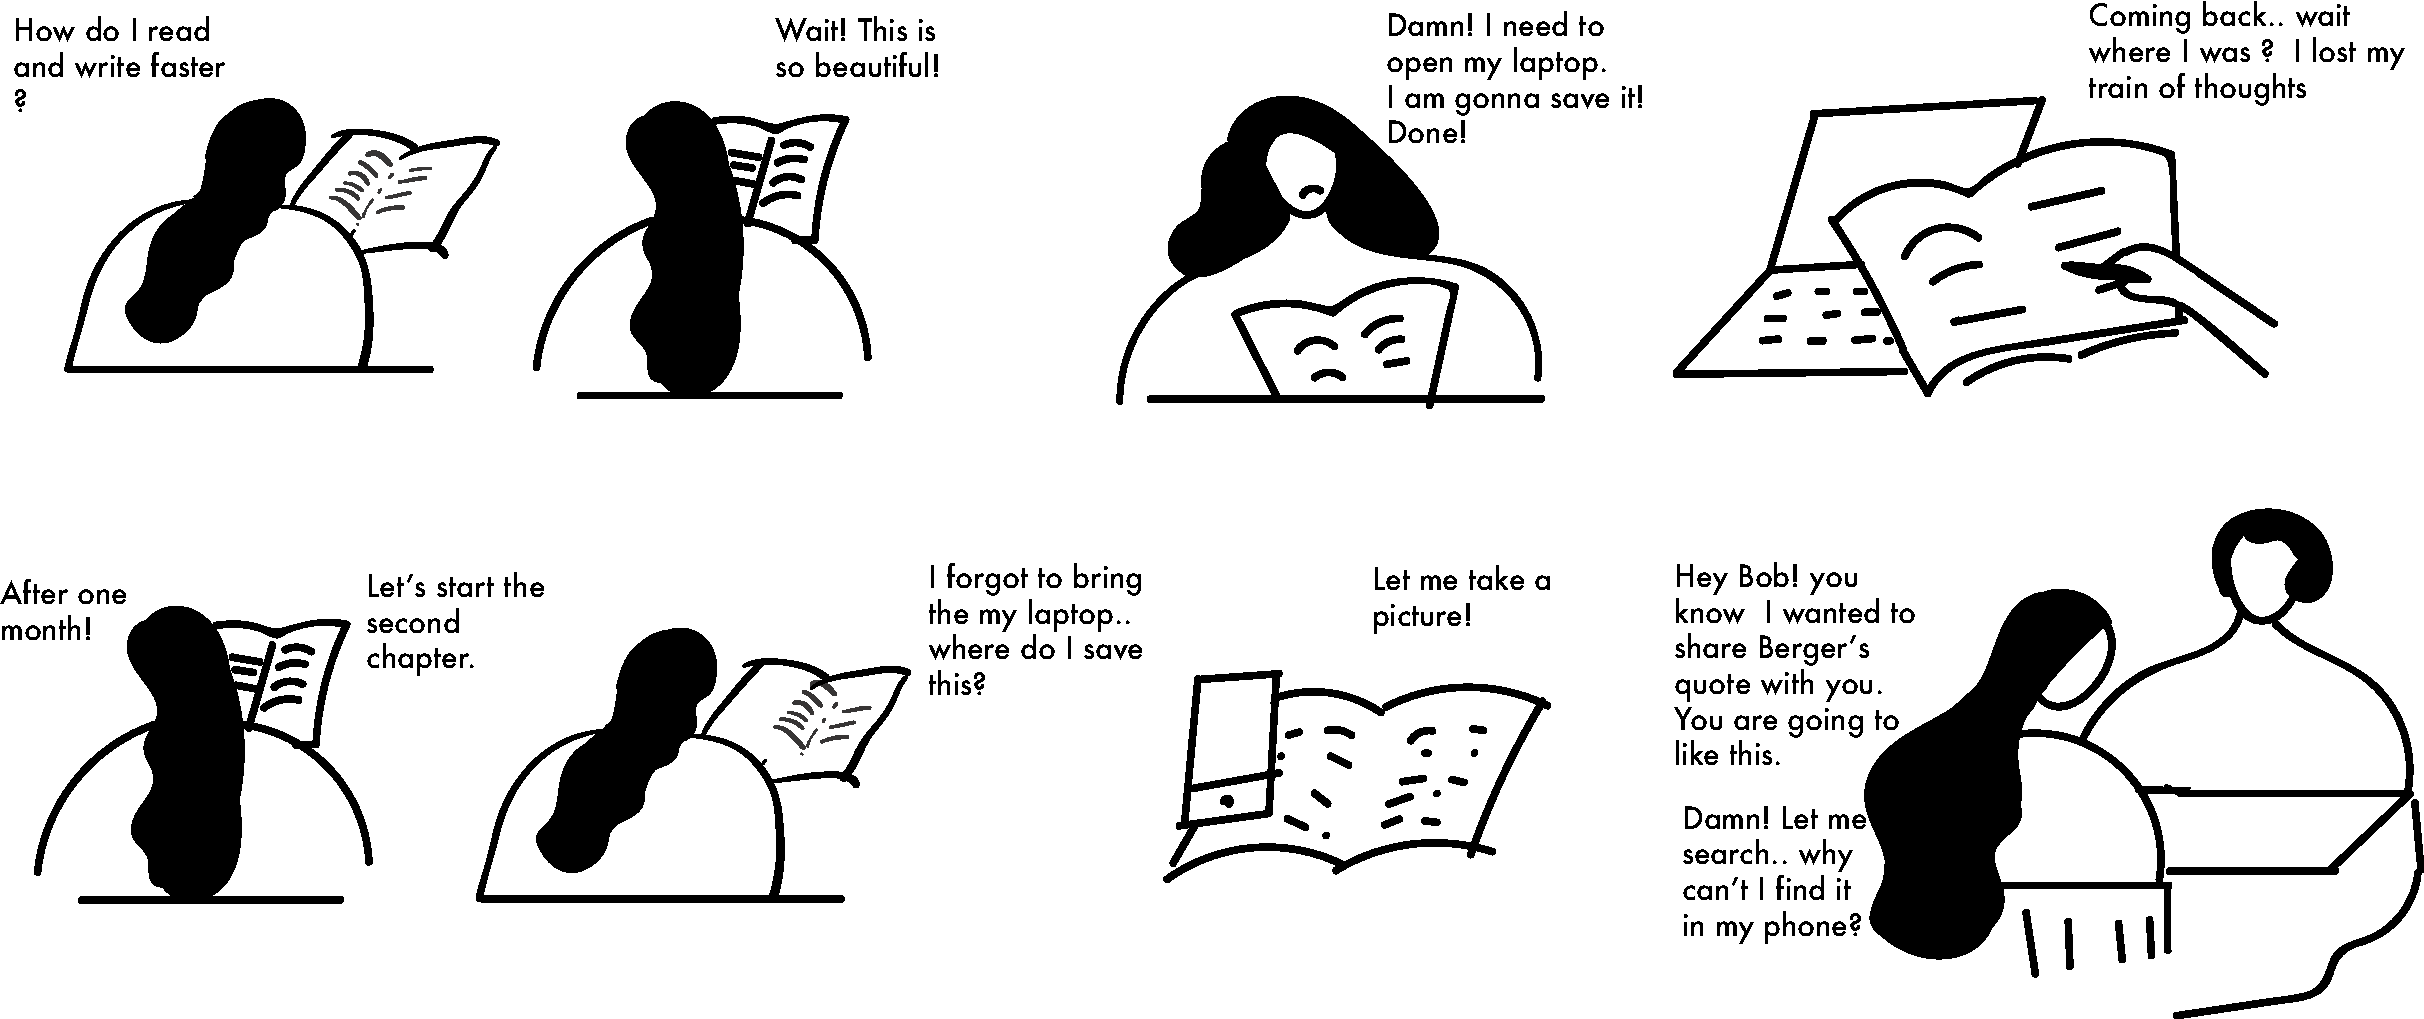 How do I read
and write faster
?
Wait! This is
so beautiful!
Damn! I need to
open my laptop.
I am gonna save it!
Done!
Coming back.. wait
where I was ? I lost my
train of thoughts
After one
month!
Let's start the
second
chapter.
I forgot to bring
the my laptop..
where do I save
this?
Let me take a
picture!
Hey Bob! you
know I wanted to
share Berger's
quote with you.
You are going to
like this.
Damn! Let me
search.. why
can't I find it
in my phone?